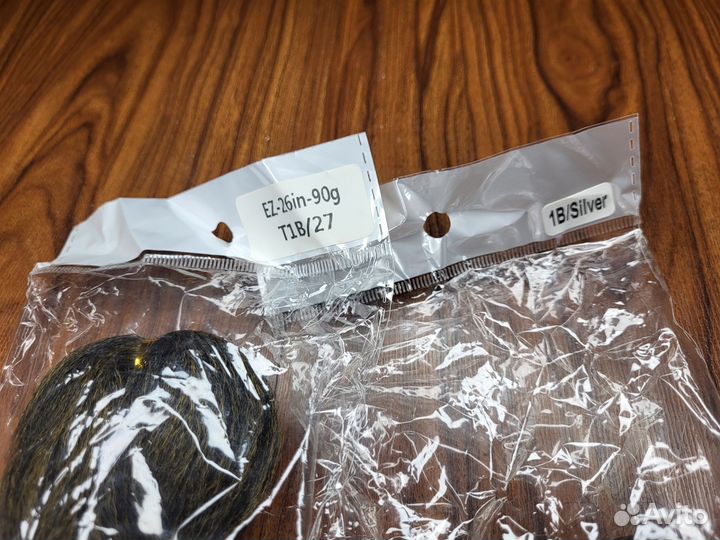 EZ-26in-90g
T1B/27
1B/Silver
Avito